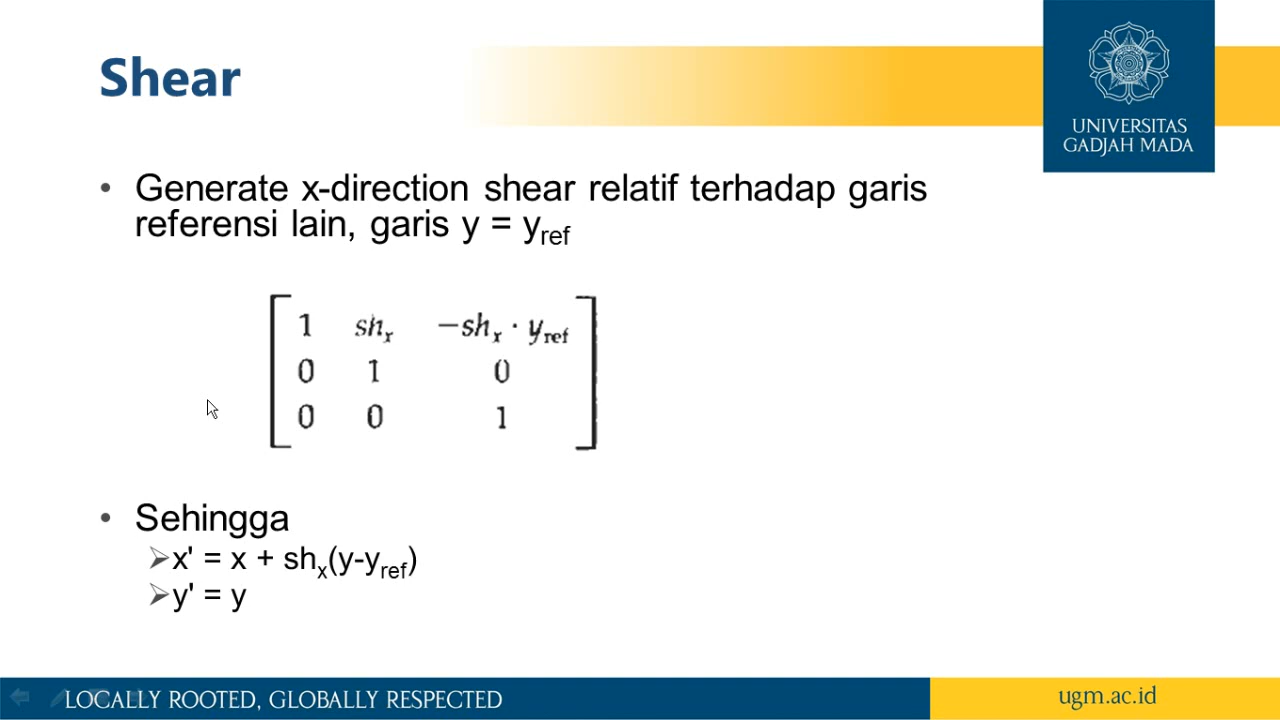 Shear
UNIVERSITAS
GADJAH MADA
• Generate x-direction shear relatif terhadap garis
referensi lain, garis y = y_ref
1 sh_x −sh_x · y_ref
0 1 0
0 0 1
• Sehingga
➢x' = x + sh_x(y-y_ref)
➢y' = y
LOCALLY ROOTED, GLOBALLY RESPECTED
ugm.ac.id